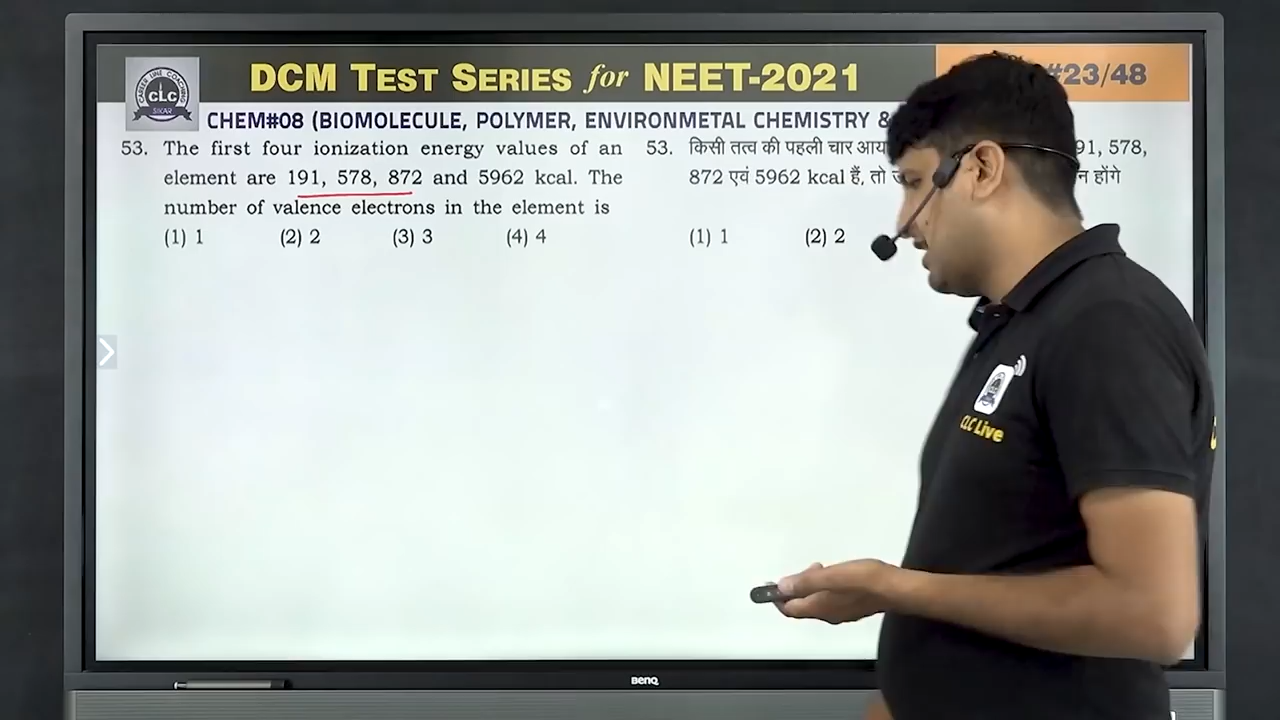 DCM TEST SERIES for NEET-2021
#23/48
CLC
SIKAR
CHEM#08 (BIOMOLECULE, POLYMER, ENVIRONMETAL CHEMISTRY &
53. The first four ionization energy values of an
element are 191, 578, 872 and 5962 kcal. The
number of valence electrons in the element is
(1) 1 (2) 2 (3) 3 (4) 4
53. किसी तत्व की पहली चार 91, 578,
872 एवं 5962 kcal हैं, तो होंगे
(1) 1 (2) 2
CLC Live
BenQ